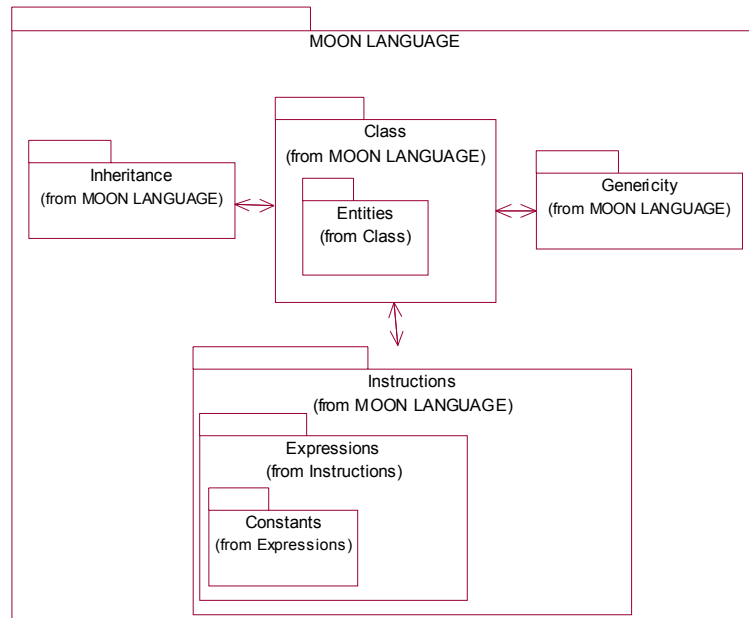 MOON LANGUAGE
Class
(from MOON LANGUAGE)
Inheritance
(from MOON LANGUAGE)
Genericity
(from MOON LANGUAGE)
Entities
(from Class)
Instructions
(from MOON LANGUAGE)
Expressions
(from Instructions)
Constants
(from Expressions)